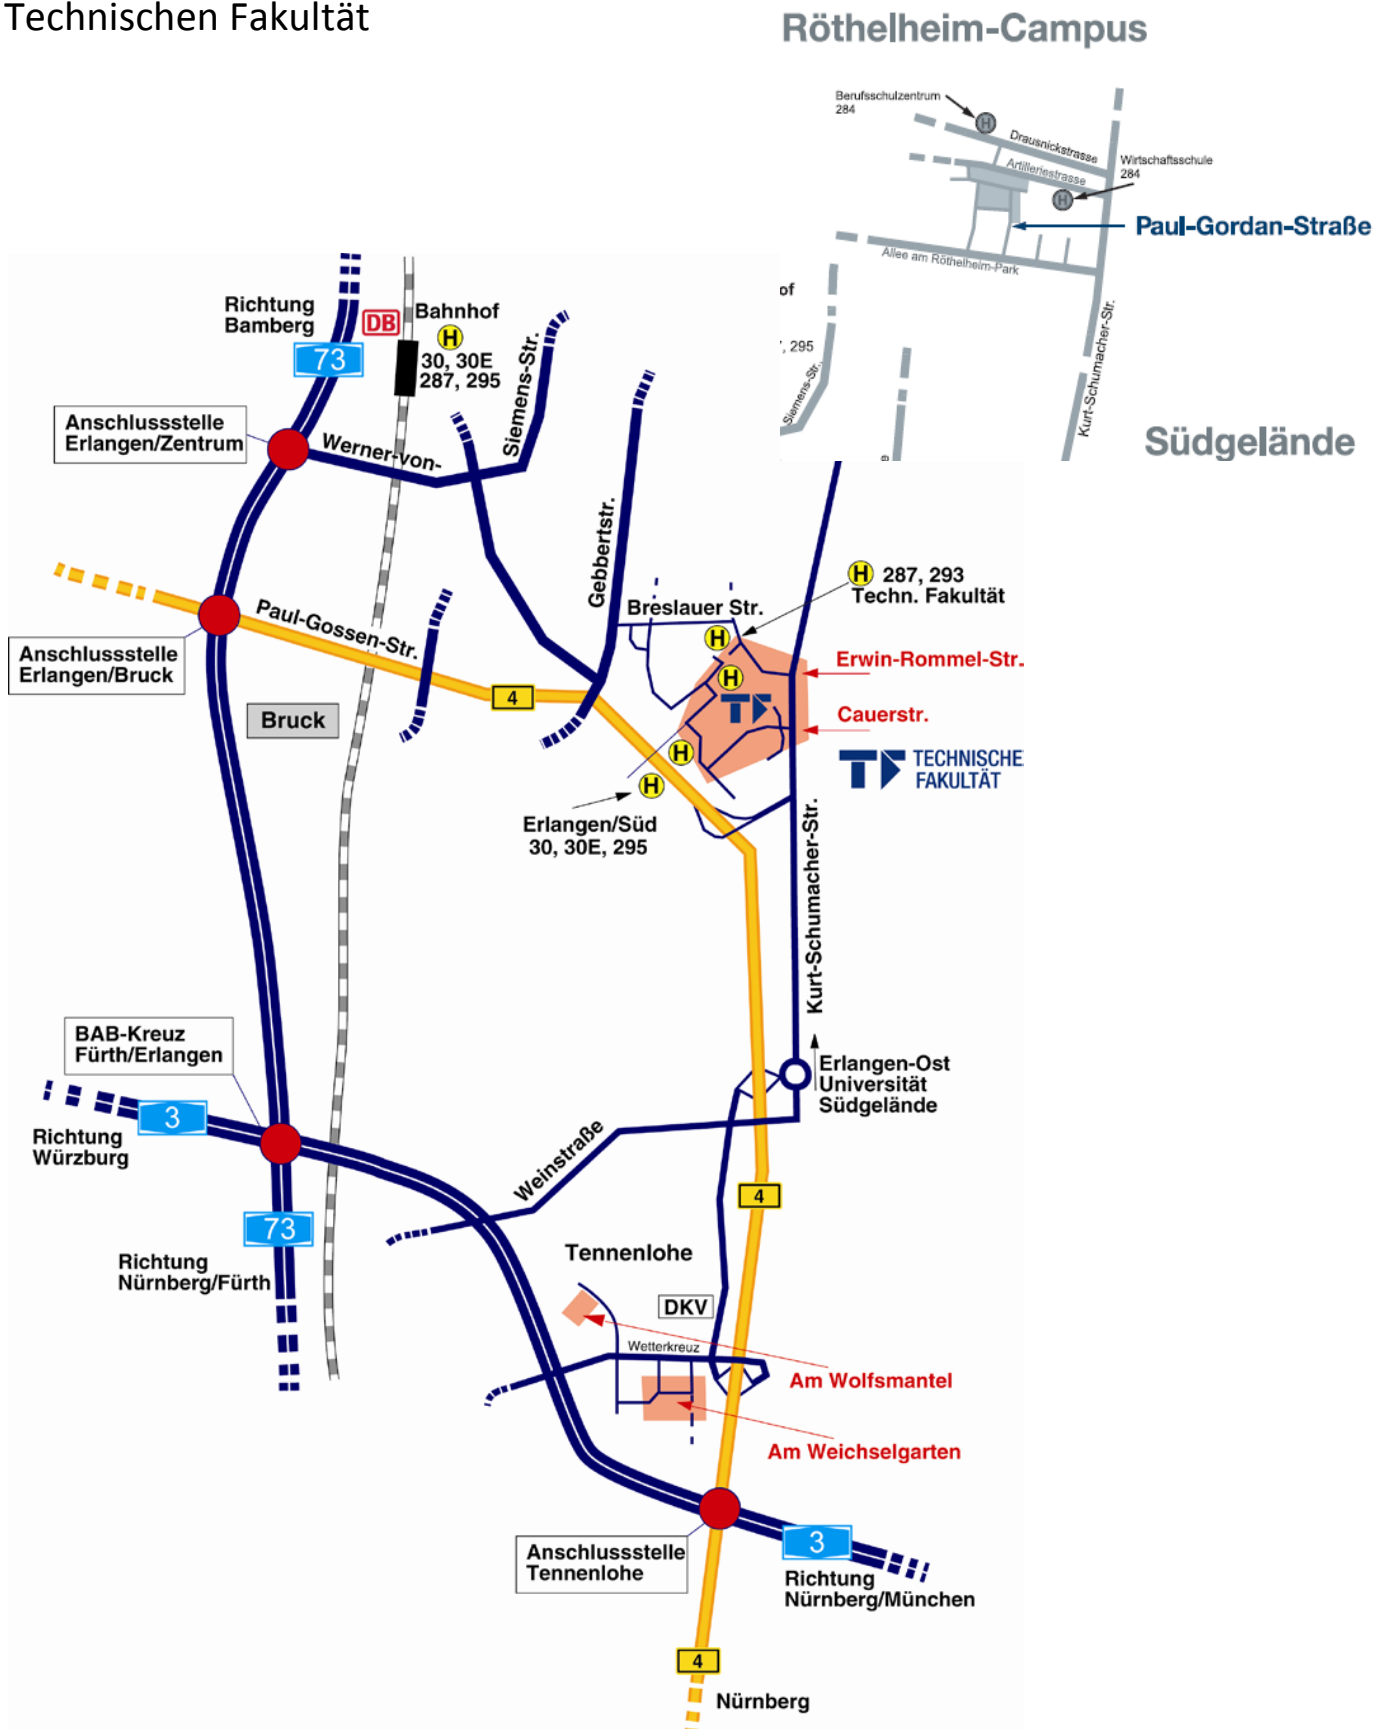 Technischen Fakultät
Röthelheim-Campus
Berufsschulzentrum
284
H
Drausnickstrasse
Artilleriestrasse
Wirtschaftsschule
284
H
Paul-Gordan-Straße
Allee am Röthelheim-Park
Kurt-Schumacher-Str.
Südgelände
of
, 295
Siemens-Str.
Richtung
Bamberg
73
DB
Bahnhof
H
30, 30E
287, 295
Anschlussstelle
Erlangen/Zentrum
Werner-von-
Siemens-Str.
Gebbertstr.
Paul-Gossen-Str.
Anschlussstelle
Erlangen/Bruck
Bruck
4
Breslauer Str.
H 287, 293
Techn. Fakultät
H
H
Erwin-Rommel-Str.
Cauerstr.
TECHNISCHE
FAKULTÄT
H
H
Erlangen/Süd
30, 30E, 295
Kurt-Schumacher-Str.
BAB-Kreuz
Fürth/Erlangen
3
Richtung
Würzburg
Erlangen-Ost
Universität
Südgelände
Weinstraße
4
73
Richtung
Nürnberg/Fürth
Tennenlohe
DKV
Wetterkreuz
Am Wolfsmantel
Am Weichselgarten
Anschlussstelle
Tennenlohe
3
Richtung
Nürnberg/München
4
Nürnberg